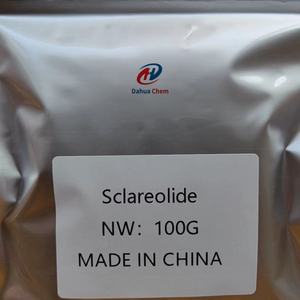 Dahua Chem
Sclareolide
NW：100G
MADE IN CHINA